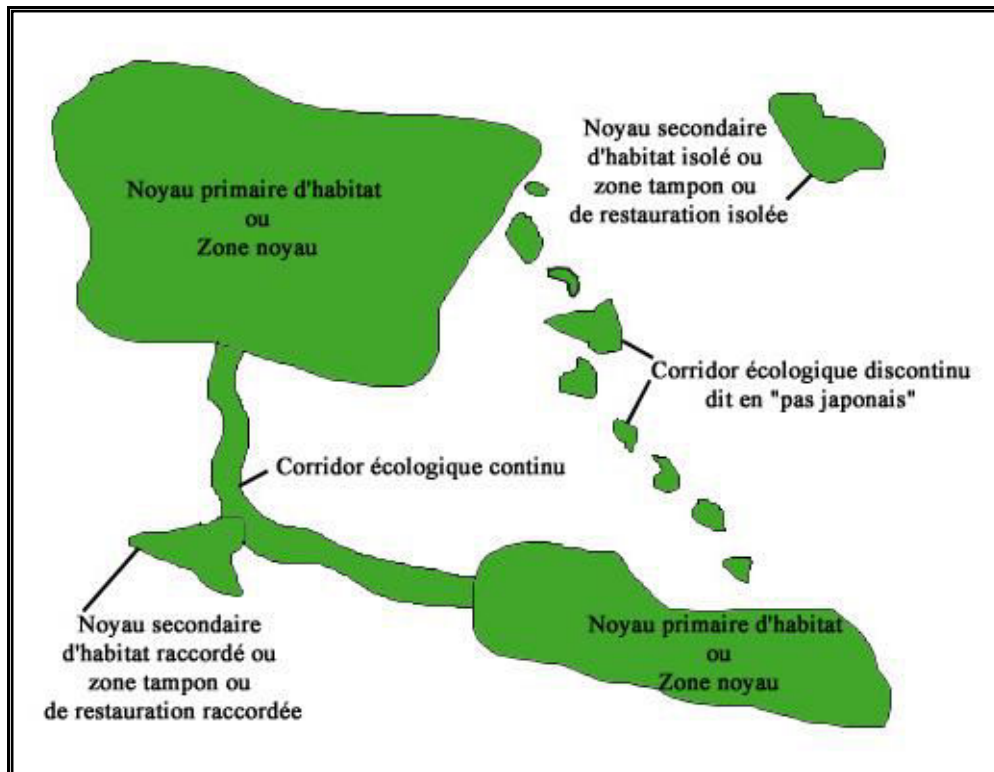 Noyau primaire d'habitat
ou
Zone noyau
Noyau secondaire
d'habitat isolé ou
zone tampon ou
de restauration isolée
Corridor écologique discontinu
dit en "pas japonais"
Corridor écologique continu
Noyau secondaire
d'habitat raccordé ou
zone tampon ou
de restauration raccordée
Noyau primaire d'habitat
ou
Zone noyau